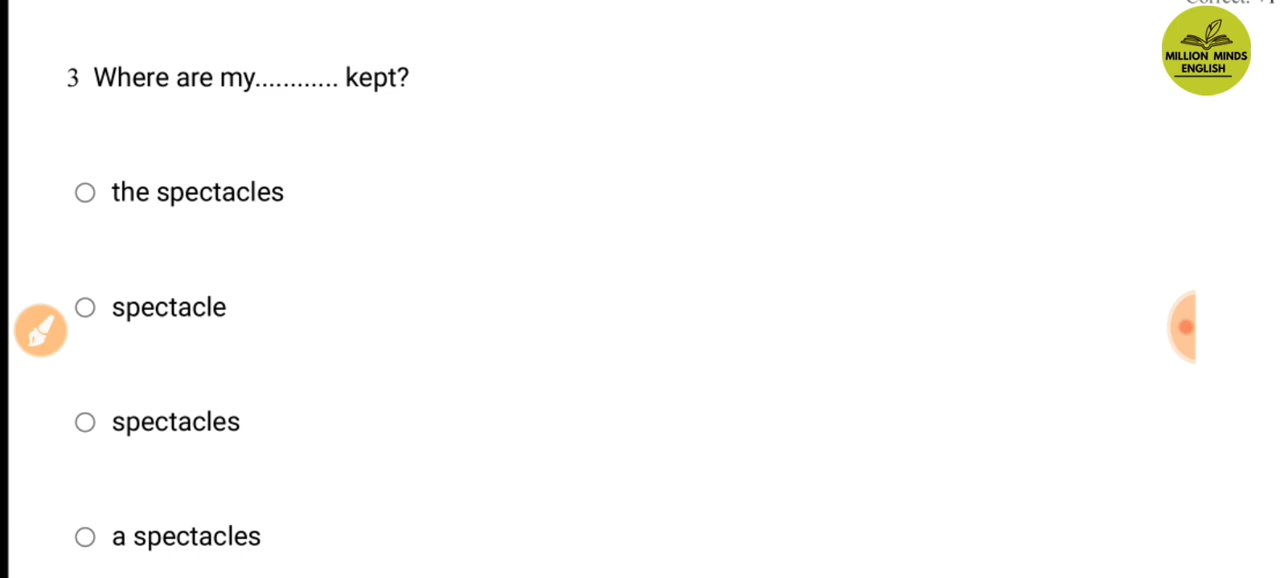 MILLION MINDS
ENGLISH
3 Where are my............ kept?
the spectacles
spectacle
spectacles
a spectacles